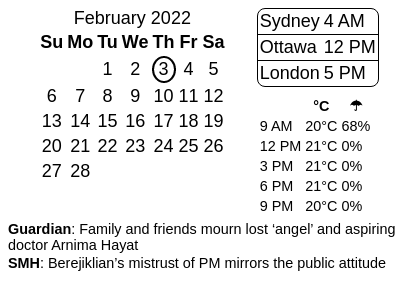 February 2022
Su Mo Tu We Th Fr Sa
1 2 3 4 5
6 7 8 9 10 11 12
13 14 15 16 17 18 19
20 21 22 23 24 25 26
27 28
Sydney 4 AM
Ottawa 12 PM
London 5 PM
°C ☂
9 AM 20°C 68%
12 PM 21°C 0%
3 PM 21°C 0%
6 PM 21°C 0%
9 PM 20°C 0%
Guardian: Family and friends mourn lost ‘angel’ and aspiring
doctor Arnima Hayat
SMH: Berejiklian’s mistrust of PM mirrors the public attitude